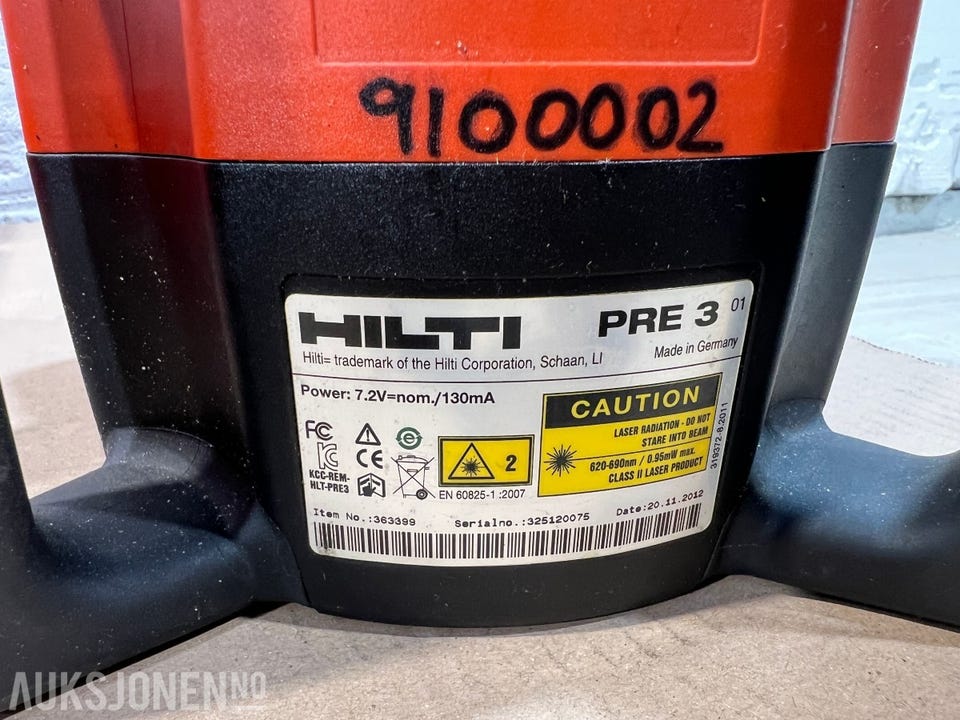 9100002
HILTI PRE 3 01
Hilti= trademark of the Hilti Corporation, Schaan, LI Made in Germany
Power: 7.2V=nom./130mA
CAUTION
LASER RADIATION - DO NOT
STARE INTO BEAM
620-690nm / 0.95mW max.
CLASS II LASER PRODUCT
319372-8.2011
FC
CE
KCC-REM-
HLT-PRE3
2
EN 60825-1:2007
Item No.:363399 Serialno.:325120075 Date:20.11.2012
AUKSJONEN.NO